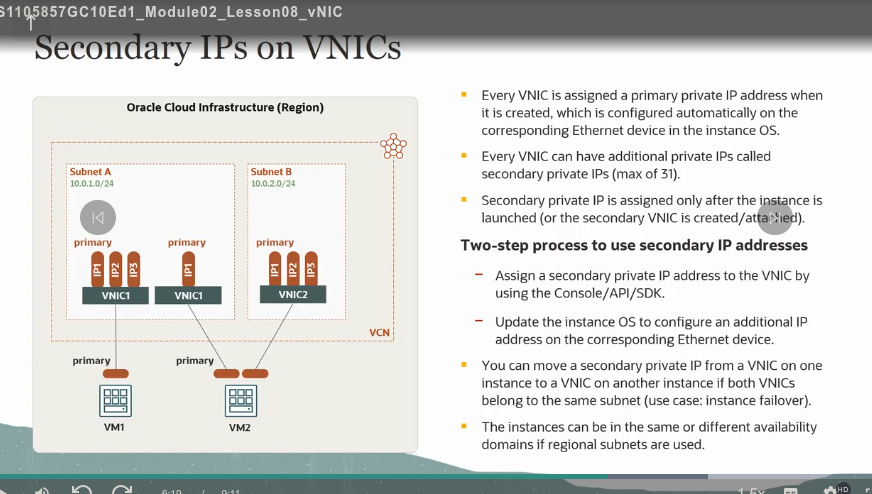 S1105857GC10Ed1_Module02_Lesson08_vNIC
Secondary IPs on VNICs
Oracle Cloud Infrastructure (Region)
Subnet A
10.0.1.0/24
Subnet B
10.0.2.0/24
primary
primary
primary
IP1
IP2
IP3
IP1
IP1
IP2
IP3
VNIC1
VNIC1
VNIC2
VCN
primary
primary
VM1
VM2
Every VNIC is assigned a primary private IP address when
it is created, which is configured automatically on the
corresponding Ethernet device in the instance OS.
Every VNIC can have additional private IPs called
secondary private IPs (max of 31).
Secondary private IP is assigned only after the instance is
launched (or the secondary VNIC is created/attached).
Two-step process to use secondary IP addresses
– Assign a secondary private IP address to the VNIC by
using the Console/API/SDK.
– Update the instance OS to configure an additional IP
address on the corresponding Ethernet device.
You can move a secondary private IP from a VNIC on one
instance to a VNIC on another instance if both VNICs
belong to the same subnet (use case: instance failover).
The instances can be in the same or different availability
domains if regional subnets are used.
6:19 / 9:11
1.5x
HD